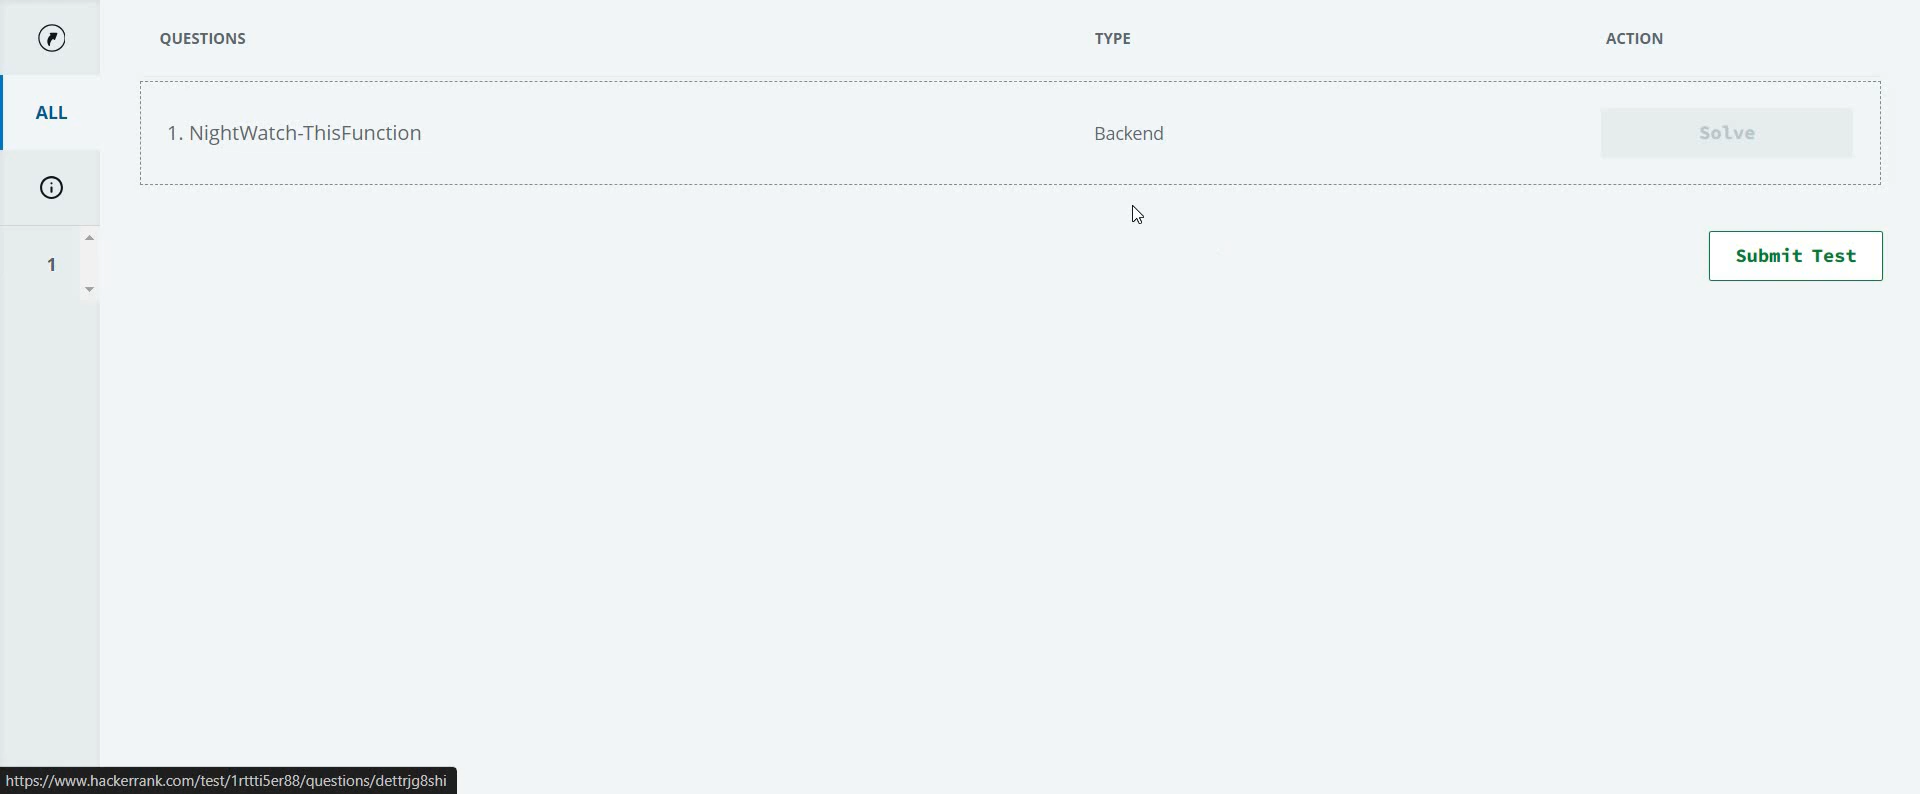 QUESTIONS TYPE ACTION
ALL
1. NightWatch-ThisFunction Backend Solve
Submit Test
1
https://www.hackerrank.com/test/1rttti5er88/questions/dettrjg8shi